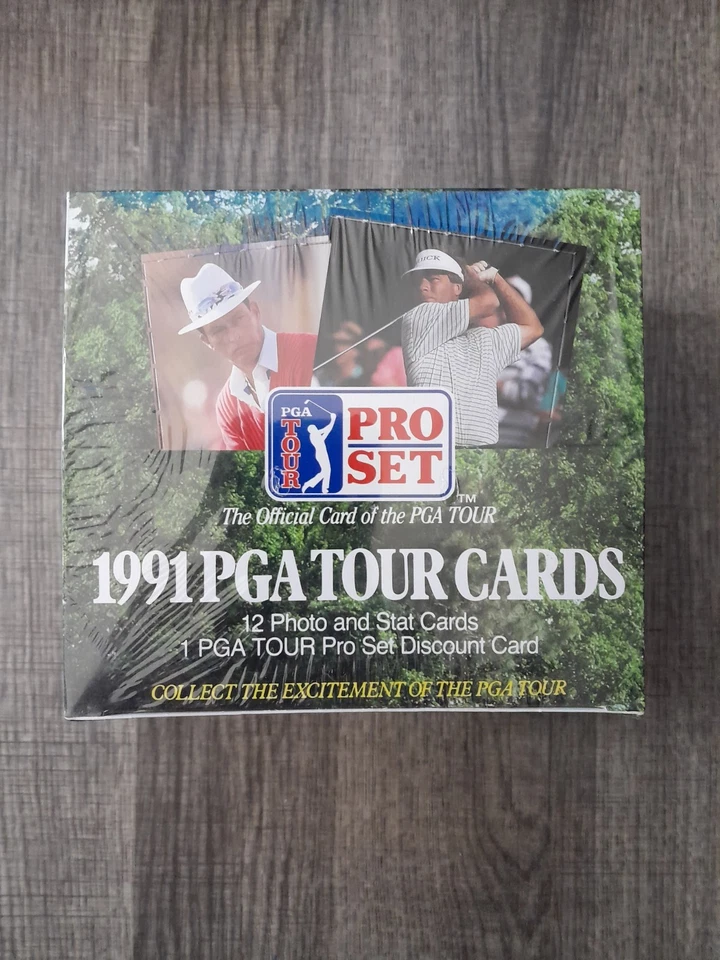 PGA
TOUR
PRO
SET
TM
The Official Card of the PGA TOUR
1991 PGA TOUR CARDS
12 Photo and Stat Cards
1 PGA TOUR Pro Set Discount Card
COLLECT THE EXCITEMENT OF THE PGA TOUR